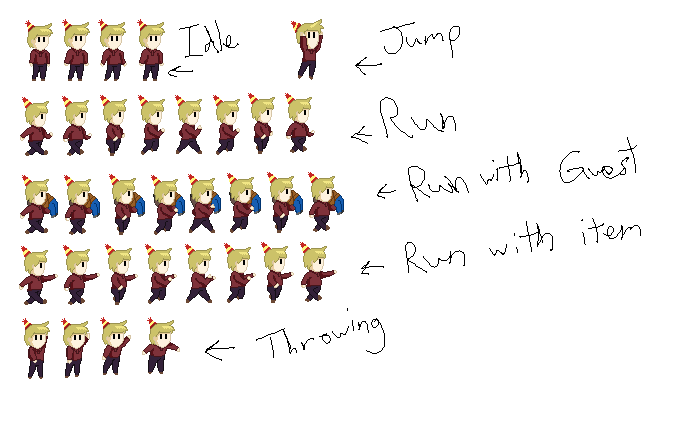 Idle
Jump
Run
Run with Guest
Run with item
Throwing